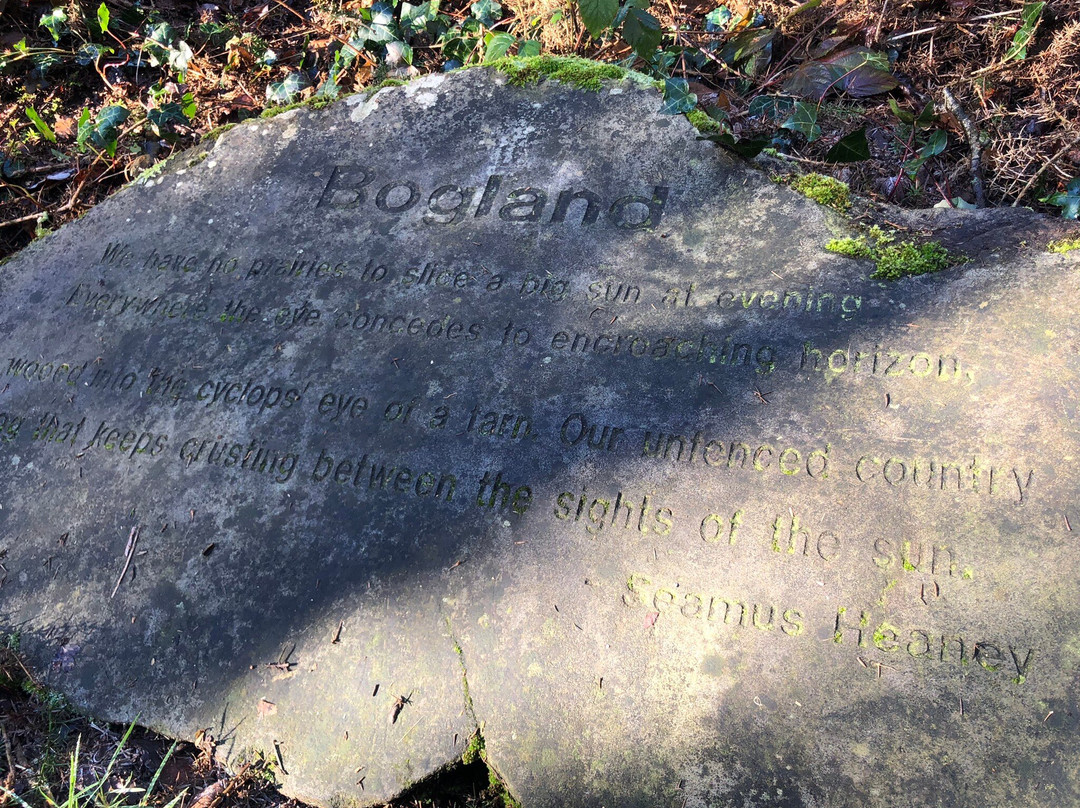 Bogland
We have no prairies to slice a big sun at evening
Everywhere the eye concedes to encroaching horizon,
wooed into the cyclops' eye of a tarn. Our unfenced country
that keeps crusting between the sights of the sun.
Seamus Heaney